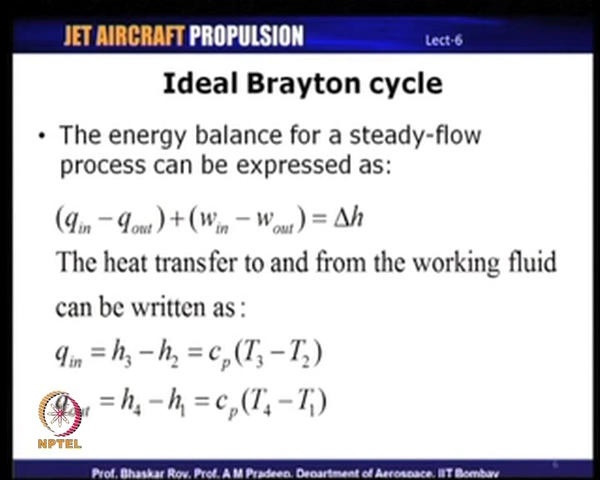 JET AIRCRAFT PROPULSION Lect-6
Ideal Brayton cycle
• The energy balance for a steady-flow
process can be expressed as:
(q_in − q_out) + (w_in − w_out) = Δh
The heat transfer to and from the working fluid
can be written as :
q_in = h_3 − h_2 = c_p(T_3 − T_2)
q_out = h_4 − h_1 = c_p(T_4 − T_1)
NPTEL
6
Prof. Bhaskar Roy, Prof. A M Pradeep, Department of Aerospace, IIT Bombay